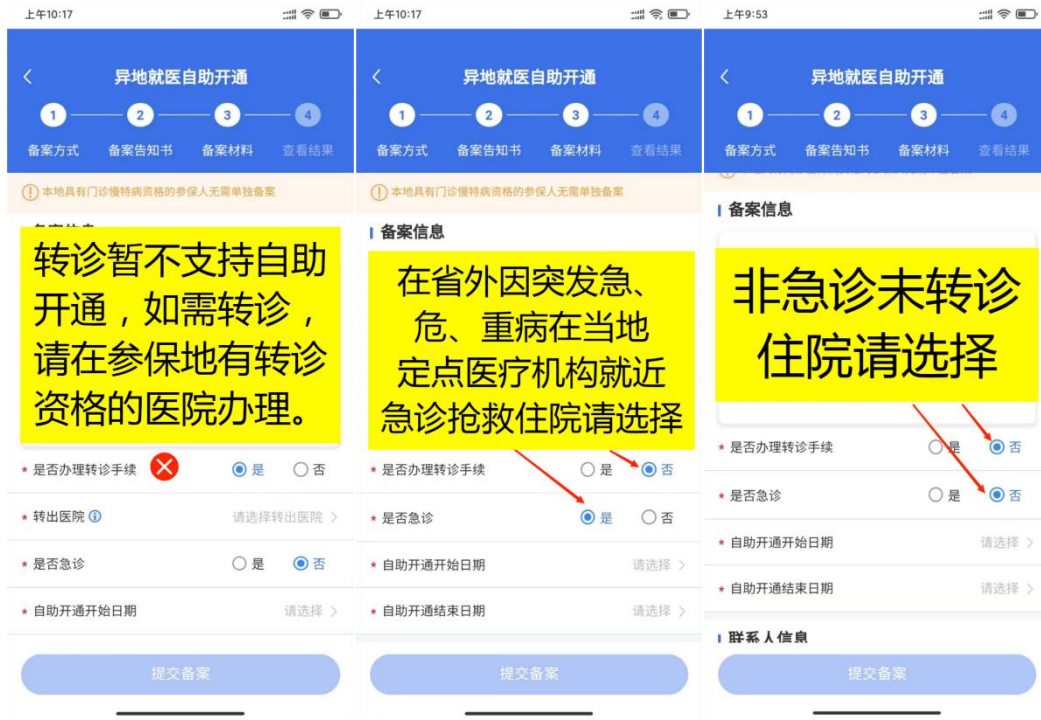 上午10:17
异地就医自助开通
1 2 3 4
备案方式 备案告知书 备案材料 查看结果
本地具有门诊慢特病资格的参保人无需单独备案
转诊暂不支持自助
开通，如需转诊，
请在参保地有转诊
资格的医院办理。
* 是否办理转诊手续 是 否
* 转出医院 请选择转出医院 >
* 是否急诊 是 否
* 自助开通开始日期 请选择 >
提交备案
上午10:17
异地就医自助开通
1 2 3 4
备案方式 备案告知书 备案材料 查看结果
本地具有门诊慢特病资格的参保人无需单独备案
备案信息
在省外因突发急、
危、重病在当地
定点医疗机构就近
急诊抢救住院请选择
* 是否办理转诊手续 是 否
* 是否急诊 是 否
* 自助开通开始日期 请选择 >
* 自助开通结束日期 请选择 >
提交备案
上午9:53
异地就医自助开通
1 2 3 4
备案方式 备案告知书 备案材料 查看结果
备案信息
非急诊未转诊
住院请选择
* 是否办理转诊手续 是 否
* 是否急诊 是 否
* 自助开通开始日期 请选择 >
* 自助开通结束日期 请选择 >
联系人信息
提交备案